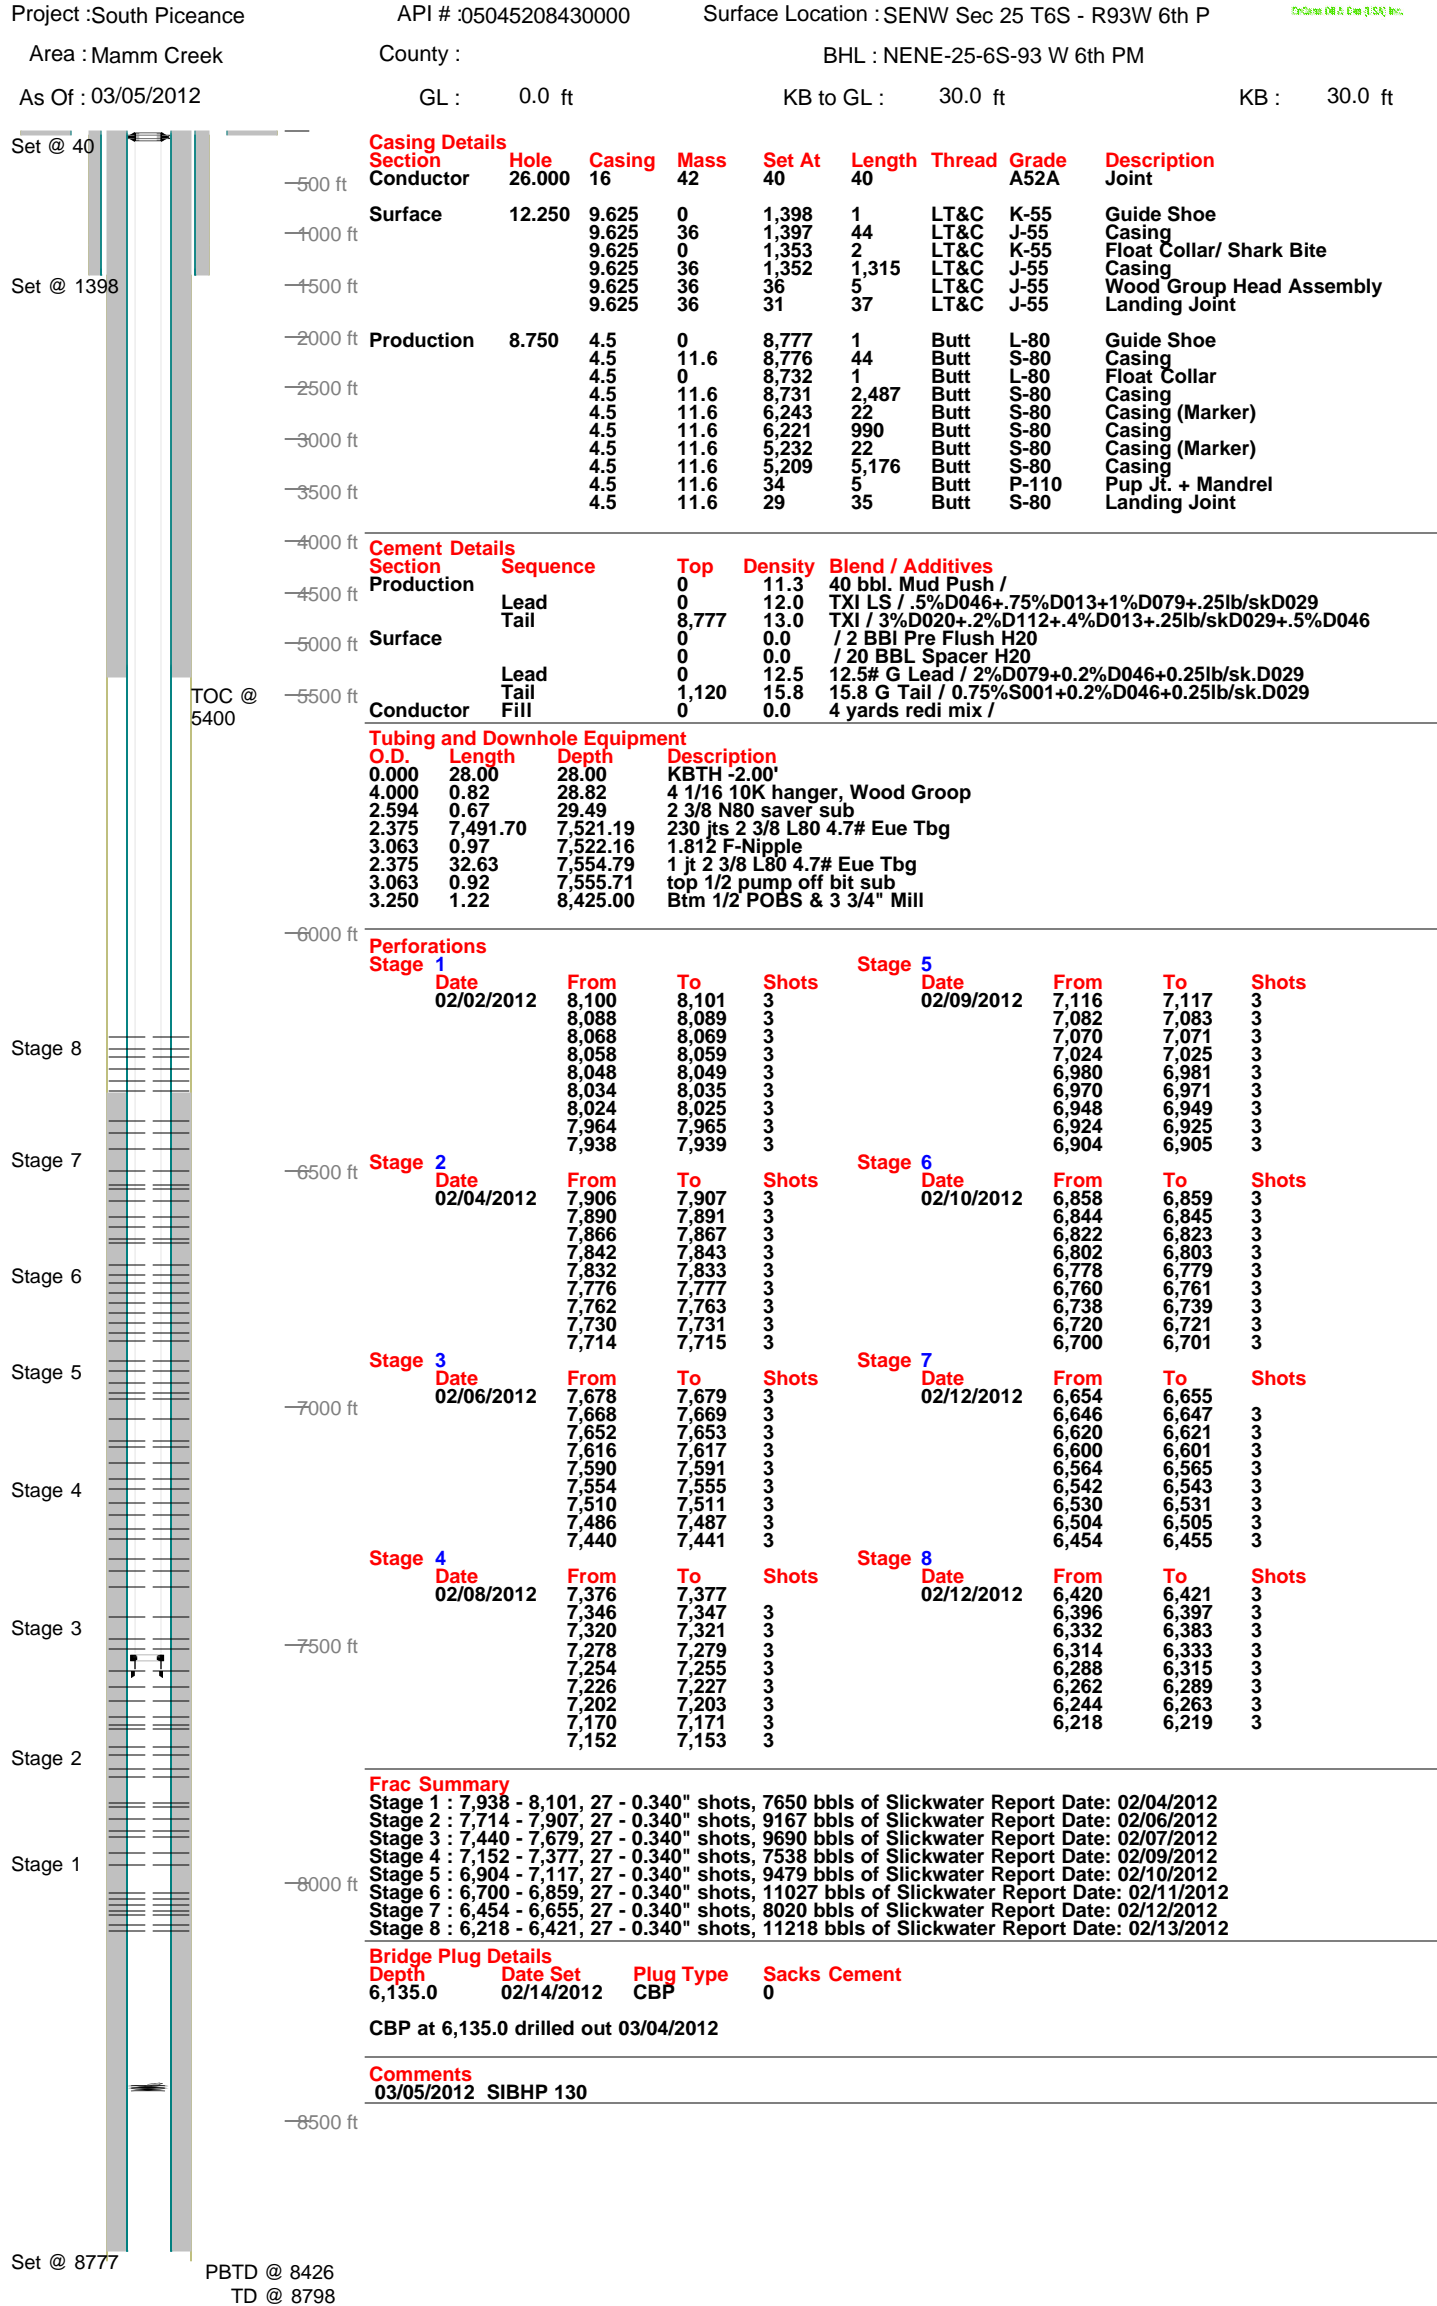 Project :South Piceance API # :05045208430000 Surface Location : SENW Sec 25 T6S - R93W 6th P
Area : Mamm Creek County : BHL : NENE-25-6S-93 W 6th PM
As Of : 03/05/2012 GL : 0.0 ft KB to GL : 30.0 ft KB : 30.0 ft
Set @ 40
Set @ 1398
TOC @
5400
Stage 8
Stage 7
Stage 6
Stage 5
Stage 4
Stage 3
Stage 2
Stage 1
Set @ 8777
PBTD @ 8426
TD @ 8798
500 ft
1000 ft
1500 ft
2000 ft
2500 ft
3000 ft
3500 ft
4000 ft
4500 ft
5000 ft
5500 ft
6000 ft
6500 ft
7000 ft
7500 ft
8000 ft
8500 ft
Casing Details
Section Hole Casing Mass Set At Length Thread Grade Description
Conductor 26.000 16 42 40 40 A52A Joint
Surface 12.250 9.625 0 1,398 1 LT&C K-55 Guide Shoe
9.625 36 1,397 44 LT&C J-55 Casing
9.625 0 1,353 2 LT&C K-55 Float Collar/ Shark Bite
9.625 36 1,352 1,315 LT&C J-55 Casing
9.625 36 36 5 LT&C J-55 Wood Group Head Assembly
9.625 36 31 37 LT&C J-55 Landing Joint
Production 8.750 4.5 0 8,777 1 Butt L-80 Guide Shoe
4.5 11.6 8,776 44 Butt S-80 Casing
4.5 0 8,732 1 Butt L-80 Float Collar
4.5 11.6 8,731 2,487 Butt S-80 Casing
4.5 11.6 6,243 22 Butt S-80 Casing (Marker)
4.5 11.6 6,221 990 Butt S-80 Casing
4.5 11.6 5,232 22 Butt S-80 Casing (Marker)
4.5 11.6 5,209 5,176 Butt S-80 Casing
4.5 11.6 34 5 Butt P-110 Pup Jt. + Mandrel
4.5 11.6 29 35 Butt S-80 Landing Joint
Cement Details
Section Sequence Top Density Blend / Additives
Production 0 11.3 40 bbl. Mud Push /
Lead 0 12.0 TXI LS / .5%D046+.75%D013+1%D079+.25lb/skD029
Tail 8,777 13.0 TXI / 3%D020+.2%D112+.4%D013+.25lb/skD029+.5%D046
Surface 0 0.0 / 2 BBl Pre Flush H20
0 0.0 / 20 BBL Spacer H20
Lead 0 12.5 12.5# G Lead / 2%D079+0.2%D046+0.25lb/sk.D029
Tail 1,120 15.8 15.8 G Tail / 0.75%S001+0.2%D046+0.25lb/sk.D029
Conductor Fill 0 0.0 4 yards redi mix /
Tubing and Downhole Equipment
O.D. Length Depth Description
0.000 28.00 28.00 KBTH -2.00'
4.000 0.82 28.82 4 1/16 10K hanger, Wood Groop
2.594 0.67 29.49 2 3/8 N80 saver sub
2.375 7,491.70 7,521.19 230 jts 2 3/8 L80 4.7# Eue Tbg
3.063 0.97 7,522.16 1.812 F-Nipple
2.375 32.63 7,554.79 1 jt 2 3/8 L80 4.7# Eue Tbg
3.063 0.92 7,555.71 top 1/2 pump off bit sub
3.250 1.22 8,425.00 Btm 1/2 POBS & 3 3/4" Mill
Perforations
Stage 1
Date From To Shots
02/02/2012 8,100 8,101 3
8,088 8,089 3
8,068 8,069 3
8,058 8,059 3
8,048 8,049 3
8,034 8,035 3
8,024 8,025 3
7,964 7,965 3
7,938 7,939 3
Stage 2
Date From To Shots
02/04/2012 7,906 7,907 3
7,890 7,891 3
7,866 7,867 3
7,842 7,843 3
7,832 7,833 3
7,776 7,777 3
7,762 7,763 3
7,730 7,731 3
7,714 7,715 3
Stage 3
Date From To Shots
02/06/2012 7,678 7,679 3
7,668 7,669 3
7,652 7,653 3
7,616 7,617 3
7,590 7,591 3
7,554 7,555 3
7,510 7,511 3
7,486 7,487 3
7,440 7,441 3
Stage 4
Date From To Shots
02/08/2012 7,376 7,377
7,346 7,347 3
7,320 7,321 3
7,278 7,279 3
7,254 7,255 3
7,226 7,227 3
7,202 7,203 3
7,170 7,171 3
7,152 7,153 3
Stage 5
Date From To Shots
02/09/2012 7,116 7,117 3
7,082 7,083 3
7,070 7,071 3
7,024 7,025 3
6,980 6,981 3
6,970 6,971 3
6,948 6,949 3
6,924 6,925 3
6,904 6,905 3
Stage 6
Date From To Shots
02/10/2012 6,858 6,859 3
6,844 6,845 3
6,822 6,823 3
6,802 6,803 3
6,778 6,779 3
6,760 6,761 3
6,738 6,739 3
6,720 6,721 3
6,700 6,701 3
Stage 7
Date From To Shots
02/12/2012 6,654 6,655
6,646 6,647 3
6,620 6,621 3
6,600 6,601 3
6,564 6,565 3
6,542 6,543 3
6,530 6,531 3
6,504 6,505 3
6,454 6,455 3
Stage 8
Date From To Shots
02/12/2012 6,420 6,421 3
6,396 6,397 3
6,332 6,383 3
6,314 6,333 3
6,288 6,315 3
6,262 6,289 3
6,244 6,263 3
6,218 6,219 3
Frac Summary
Stage 1 : 7,938 - 8,101, 27 - 0.340" shots, 7650 bbls of Slickwater Report Date: 02/04/2012
Stage 2 : 7,714 - 7,907, 27 - 0.340" shots, 9167 bbls of Slickwater Report Date: 02/06/2012
Stage 3 : 7,440 - 7,679, 27 - 0.340" shots, 9690 bbls of Slickwater Report Date: 02/07/2012
Stage 4 : 7,152 - 7,377, 27 - 0.340" shots, 7538 bbls of Slickwater Report Date: 02/09/2012
Stage 5 : 6,904 - 7,117, 27 - 0.340" shots, 9479 bbls of Slickwater Report Date: 02/10/2012
Stage 6 : 6,700 - 6,859, 27 - 0.340" shots, 11027 bbls of Slickwater Report Date: 02/11/2012
Stage 7 : 6,454 - 6,655, 27 - 0.340" shots, 8020 bbls of Slickwater Report Date: 02/12/2012
Stage 8 : 6,218 - 6,421, 27 - 0.340" shots, 11218 bbls of Slickwater Report Date: 02/13/2012
Bridge Plug Details
Depth Date Set Plug Type Sacks Cement
6,135.0 02/14/2012 CBP 0
CBP at 6,135.0 drilled out 03/04/2012
Comments
03/05/2012 SIBHP 130